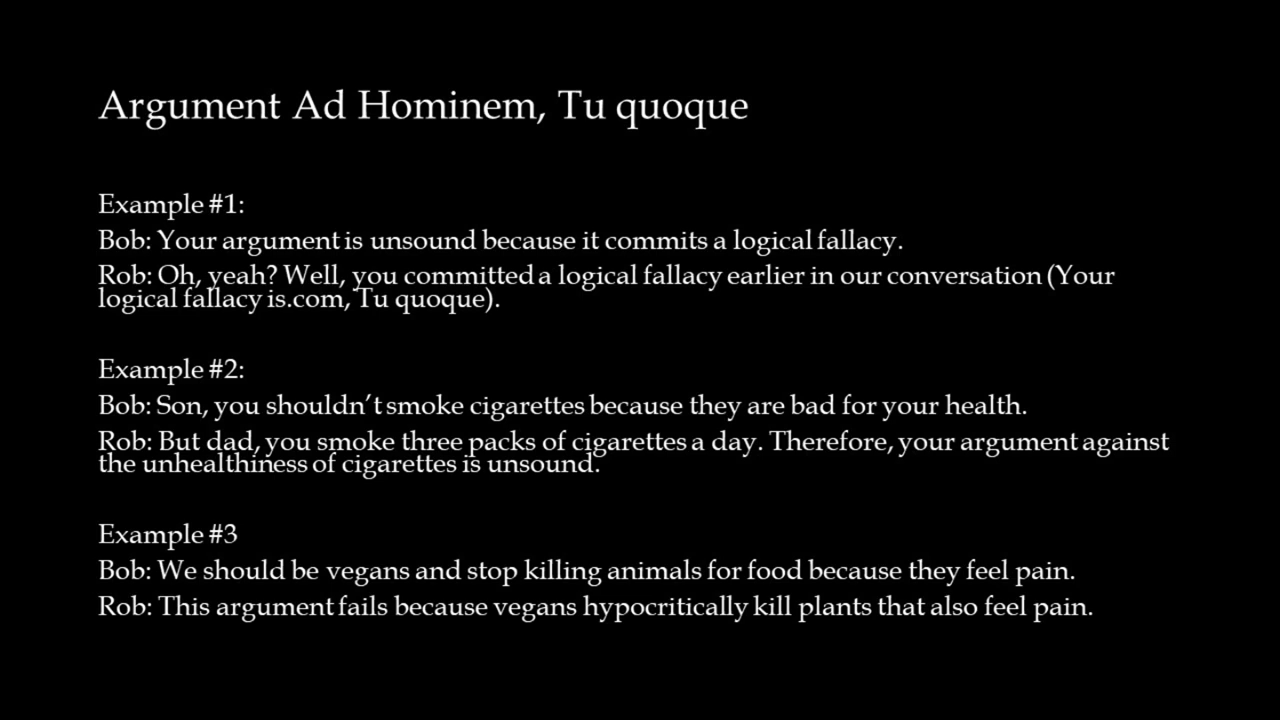 Argument Ad Hominem, Tu quoque
Example #1:
Bob: Your argument is unsound because it commits a logical fallacy.
Rob: Oh, yeah? Well, you committed a logical fallacy earlier in our conversation (Your
logical fallacy is.com, Tu quoque).
Example #2:
Bob: Son, you shouldn’t smoke cigarettes because they are bad for your health.
Rob: But dad, you smoke three packs of cigarettes a day. Therefore, your argument against
the unhealthiness of cigarettes is unsound.
Example #3
Bob: We should be vegans and stop killing animals for food because they feel pain.
Rob: This argument fails because vegans hypocritically kill plants that also feel pain.